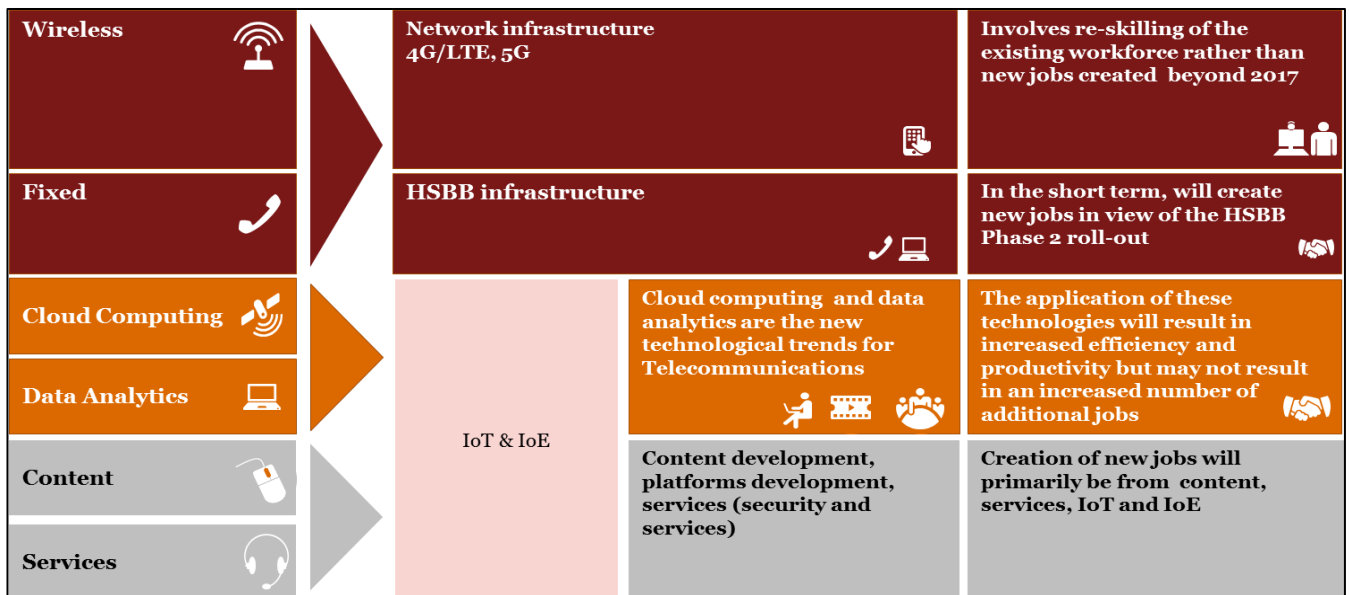 Wireless
Network infrastructure
4G/LTE, 5G
Involves re-skilling of the
existing workforce rather than
new jobs created beyond 2017
Fixed
HSBB infrastructure
In the short term, will create
new jobs in view of the HSBB
Phase 2 roll-out
Cloud Computing
Data Analytics
IoT & IoE
Cloud computing and data
analytics are the new
technological trends for
Telecommunications
The application of these
technologies will result in
increased efficiency and
productivity but may not result
in an increased number of
additional jobs
Content
Services
Content development,
platforms development,
services (security and
services)
Creation of new jobs will
primarily be from content,
services, IoT and IoE